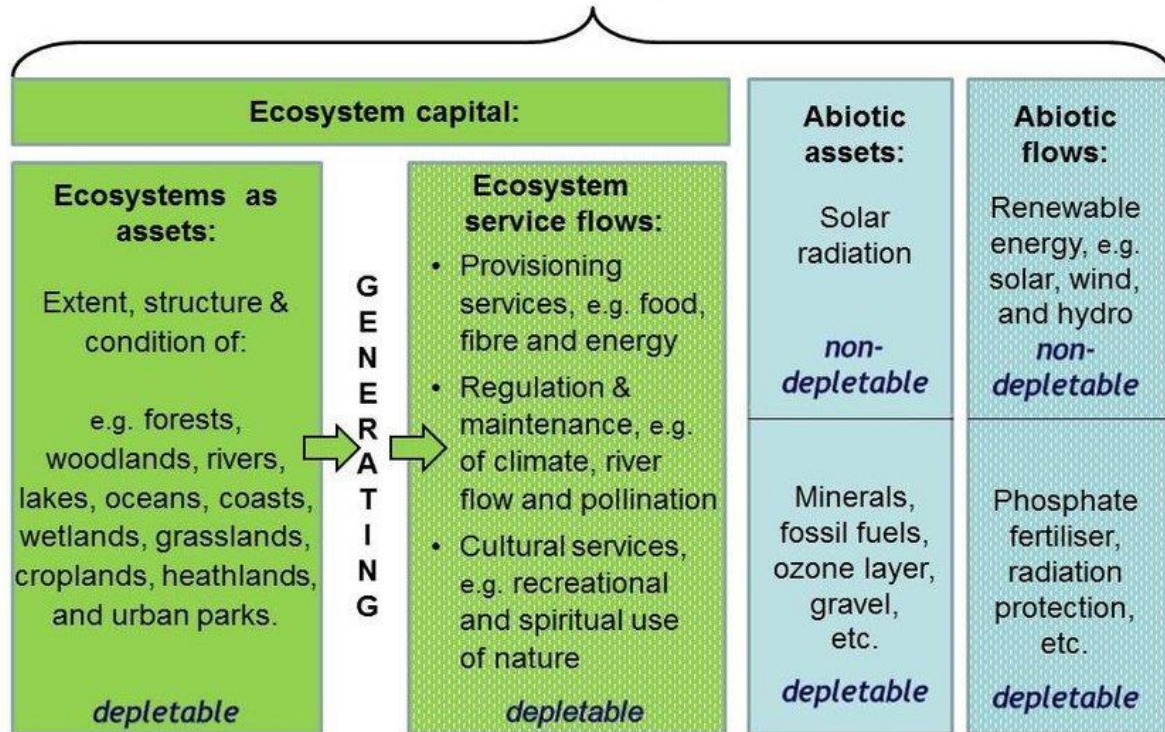 Ecosystem capital:
Ecosystems as
assets:
Extent, structure &
condition of:
e.g. forests,
woodlands, rivers,
lakes, oceans, coasts,
wetlands, grasslands,
croplands, heathlands,
and urban parks.
depletable
GENERATING
Ecosystem
service flows:
• Provisioning
services, e.g. food,
fibre and energy
• Regulation &
maintenance, e.g.
of climate, river
flow and pollination
• Cultural services,
e.g. recreational
and spiritual use
of nature
depletable
Abiotic
assets:
Solar
radiation
non-
depletable
Minerals,
fossil fuels,
ozone layer,
gravel,
etc.
depletable
Abiotic
flows:
Renewable
energy, e.g.
solar, wind,
and hydro
non-
depletable
Phosphate
fertiliser,
radiation
protection,
etc.
depletable